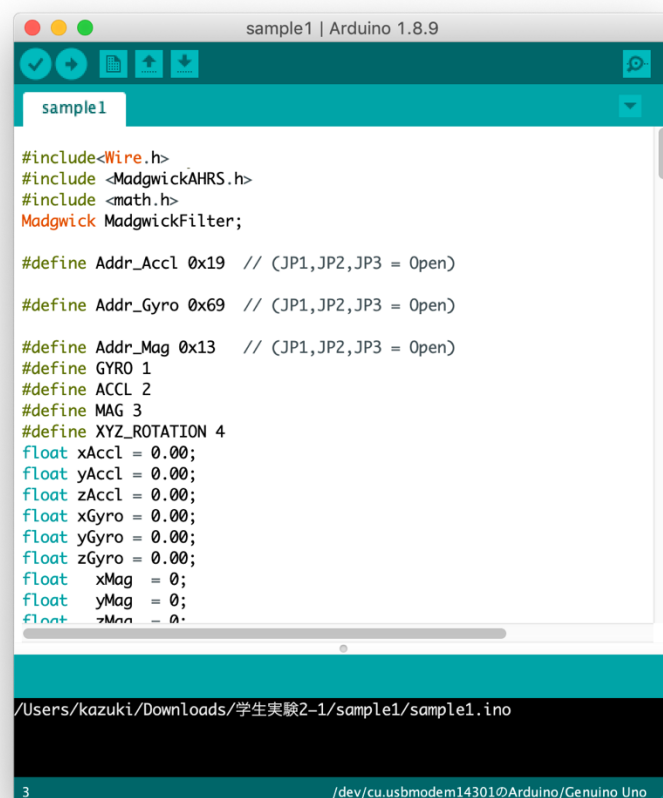 sample1 | Arduino 1.8.9
sample1
#include<Wire.h>
#include <MadgwickAHRS.h>
#include <math.h>
Madgwick MadgwickFilter;
#define Addr_Accl 0x19  // (JP1,JP2,JP3 = Open)
#define Addr_Gyro 0x69  // (JP1,JP2,JP3 = Open)
#define Addr_Mag 0x13   // (JP1,JP2,JP3 = Open)
#define GYRO 1
#define ACCL 2
#define MAG 3
#define XYZ_ROTATION 4
float xAccl = 0.00;
float yAccl = 0.00;
float zAccl = 0.00;
float xGyro = 0.00;
float yGyro = 0.00;
float zGyro = 0.00;
float   xMag  = 0;
float   yMag  = 0;
float   zMag  = 0;
/Users/kazuki/Downloads/学生実験2-1/sample1/sample1.ino
3 /dev/cu.usbmodem14301のArduino/Genuino Uno